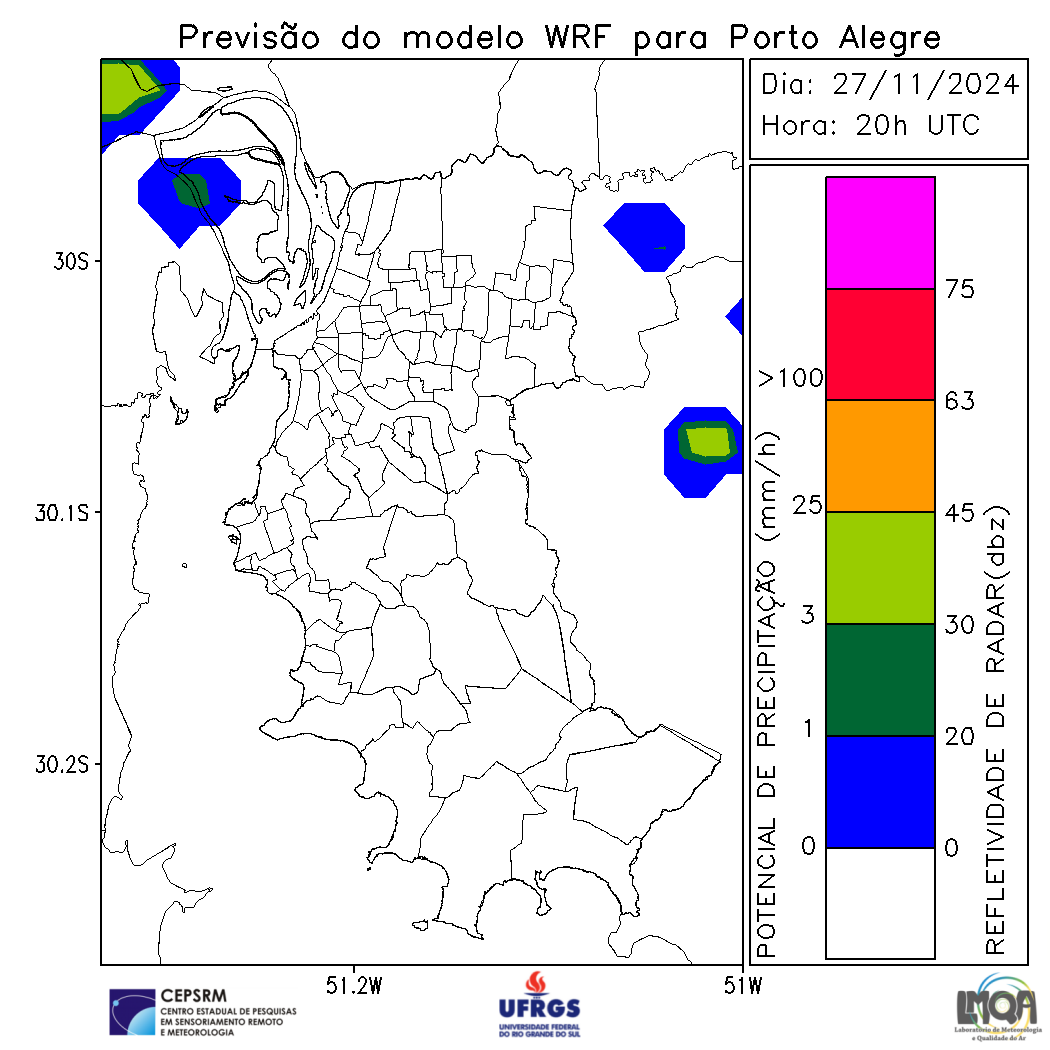 Previsão do modelo WRF para Porto Alegre
Dia: 27/11/2024
Hora: 20h UTC
30S
30.1S
30.2S
51.2W
51W
POTENCIAL DE PRECIPITAÇÃO (mm/h)
>100
25
3
1
0
75
63
45
30
20
0
REFLETIVIDADE DE RADAR(dbz)
CEPSRM
CENTRO ESTADUAL DE PESQUISAS
EM SENSORIAMENTO REMOTO
E METEOROLOGIA
UFRGS
UNIVERSIDADE FEDERAL
DO RIO GRANDE DO SUL
LMQA
Laboratório de Meteorologia
e Qualidade do Ar